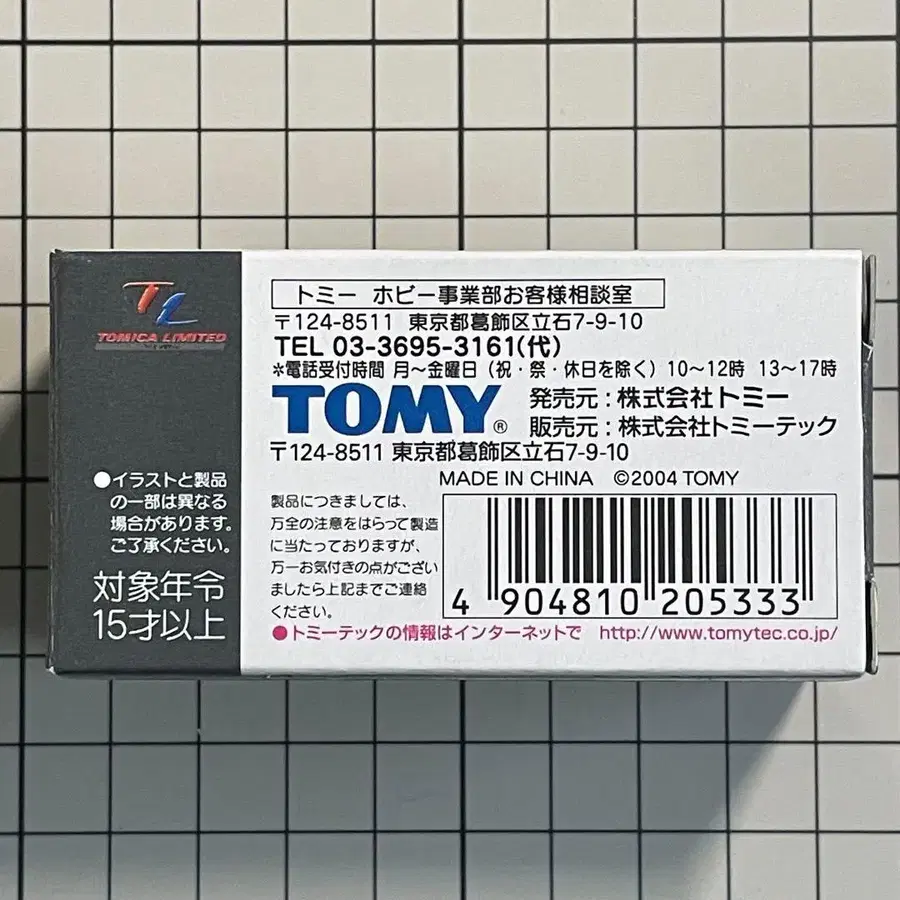 TL
TOMICA LIMITED
●イラストと製品
の一部は異なる
場合があります。
ご了承ください。
対象年令
15才以上
トミー ホビー事業部お客様相談室
〒124-8511 東京都葛飾区立石7-9-10
TEL 03-3695-3161(代)
*電話受付時間 月〜金曜日（祝・祭・休日を除く）10〜12時 13〜17時
TOMY®
発売元：株式会社トミー
販売元：株式会社トミーテック
〒124-8511 東京都葛飾区立石7-9-10
MADE IN CHINA ©2004 TOMY
製品につきましては、
万全の注意をはらって製造
に当たっておりますが、
万一お気付きの点がござい
ましたら上記までご連絡
ください。
4 904810 205333
●トミーテックの情報はインターネットで http://www.tomytec.co.jp/